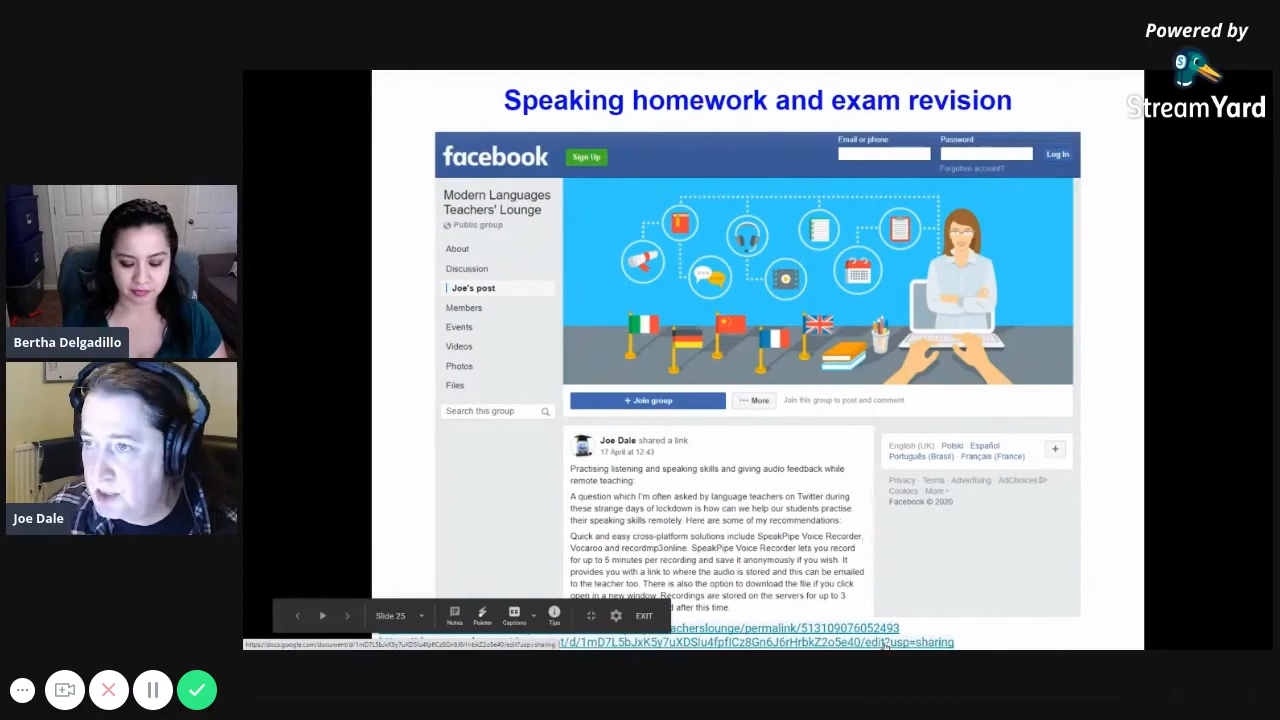 Powered by
StreamYard
Speaking homework and exam revision
facebook
Sign Up
Email or phone
Password
Log In
Forgotten account?
Modern Languages
Teachers' Lounge
Public group
About
Discussion
Joe's post
Members
Events
Videos
Photos
Files
Search this group
+ Join group
••• More
Join this group to post and comment.
Joe Dale shared a link.
17 April at 12:43
Practising listening and speaking skills and giving audio feedback while
remote teaching:
A question which I'm often asked by language teachers on Twitter during
these strange days of lockdown is how can we help our students practise
their speaking skills remotely. Here are some of my recommendations:
Quick and easy cross-platform solutions include SpeakPipe Voice Recorder,
Vocaroo and recordmp3online. SpeakPipe Voice Recorder lets you record
for up to 5 minutes per recording and save it anonymously if you wish. It
provides you with a link to where the audio is stored and this can be emailed
to the teacher too. There is also the option to download the file if you click
open in a new window. Recordings are stored on the servers for up to 3
d after this time.
English (UK) Polski Español
Português (Brasil) Français (France)
+
Privacy · Terms · Advertising · AdChoices ·
Cookies · More
Facebook © 2020
Slide 25
Notes
Pointer
Captions
Tips
EXIT
acherslounge/permalink/513109076052493
t/d/1mD7L5bJxK5y7uXDSIu4fpfICz8Gn6J6rHrbkZ2o5e40/edit?usp=sharing
Bertha Delgadillo
Joe Dale